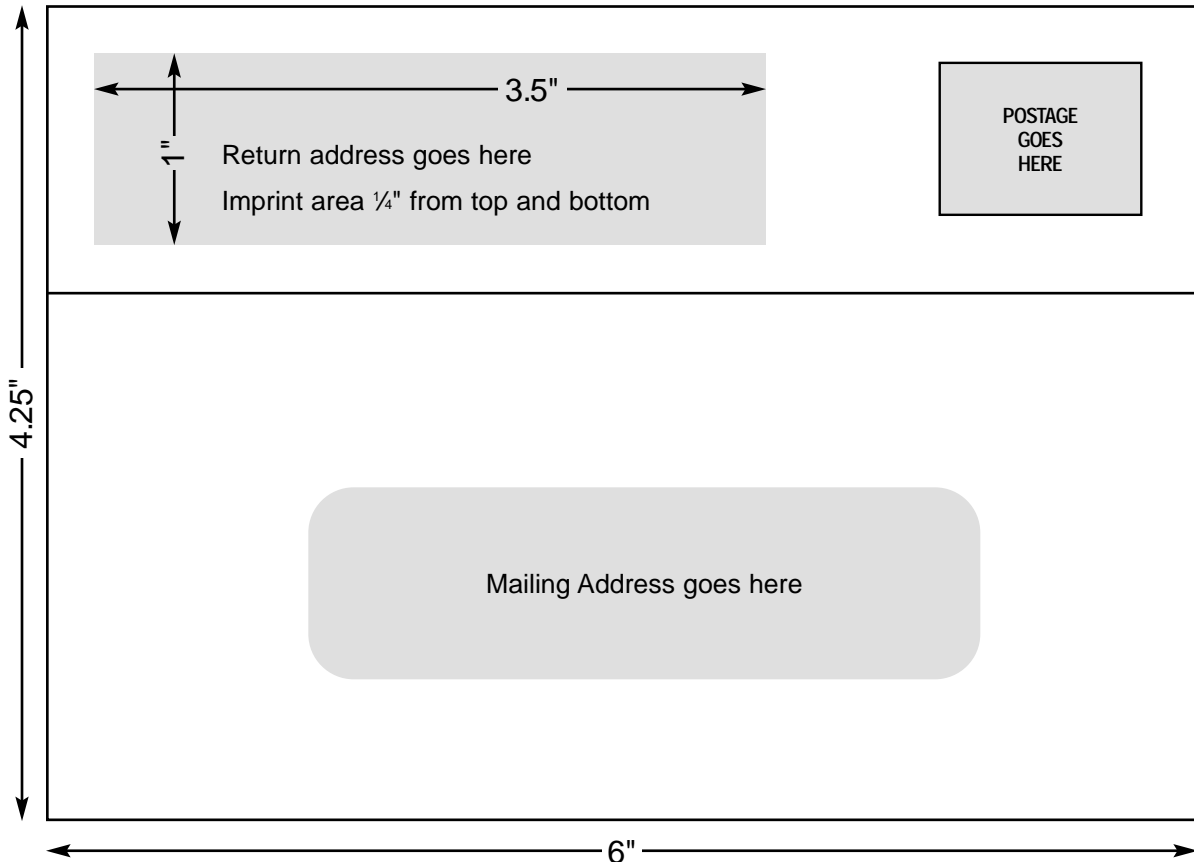 3.5"
1"
Return address goes here
Imprint area ¼" from top and bottom
POSTAGE
GOES
HERE
4.25"
Mailing Address goes here
6"